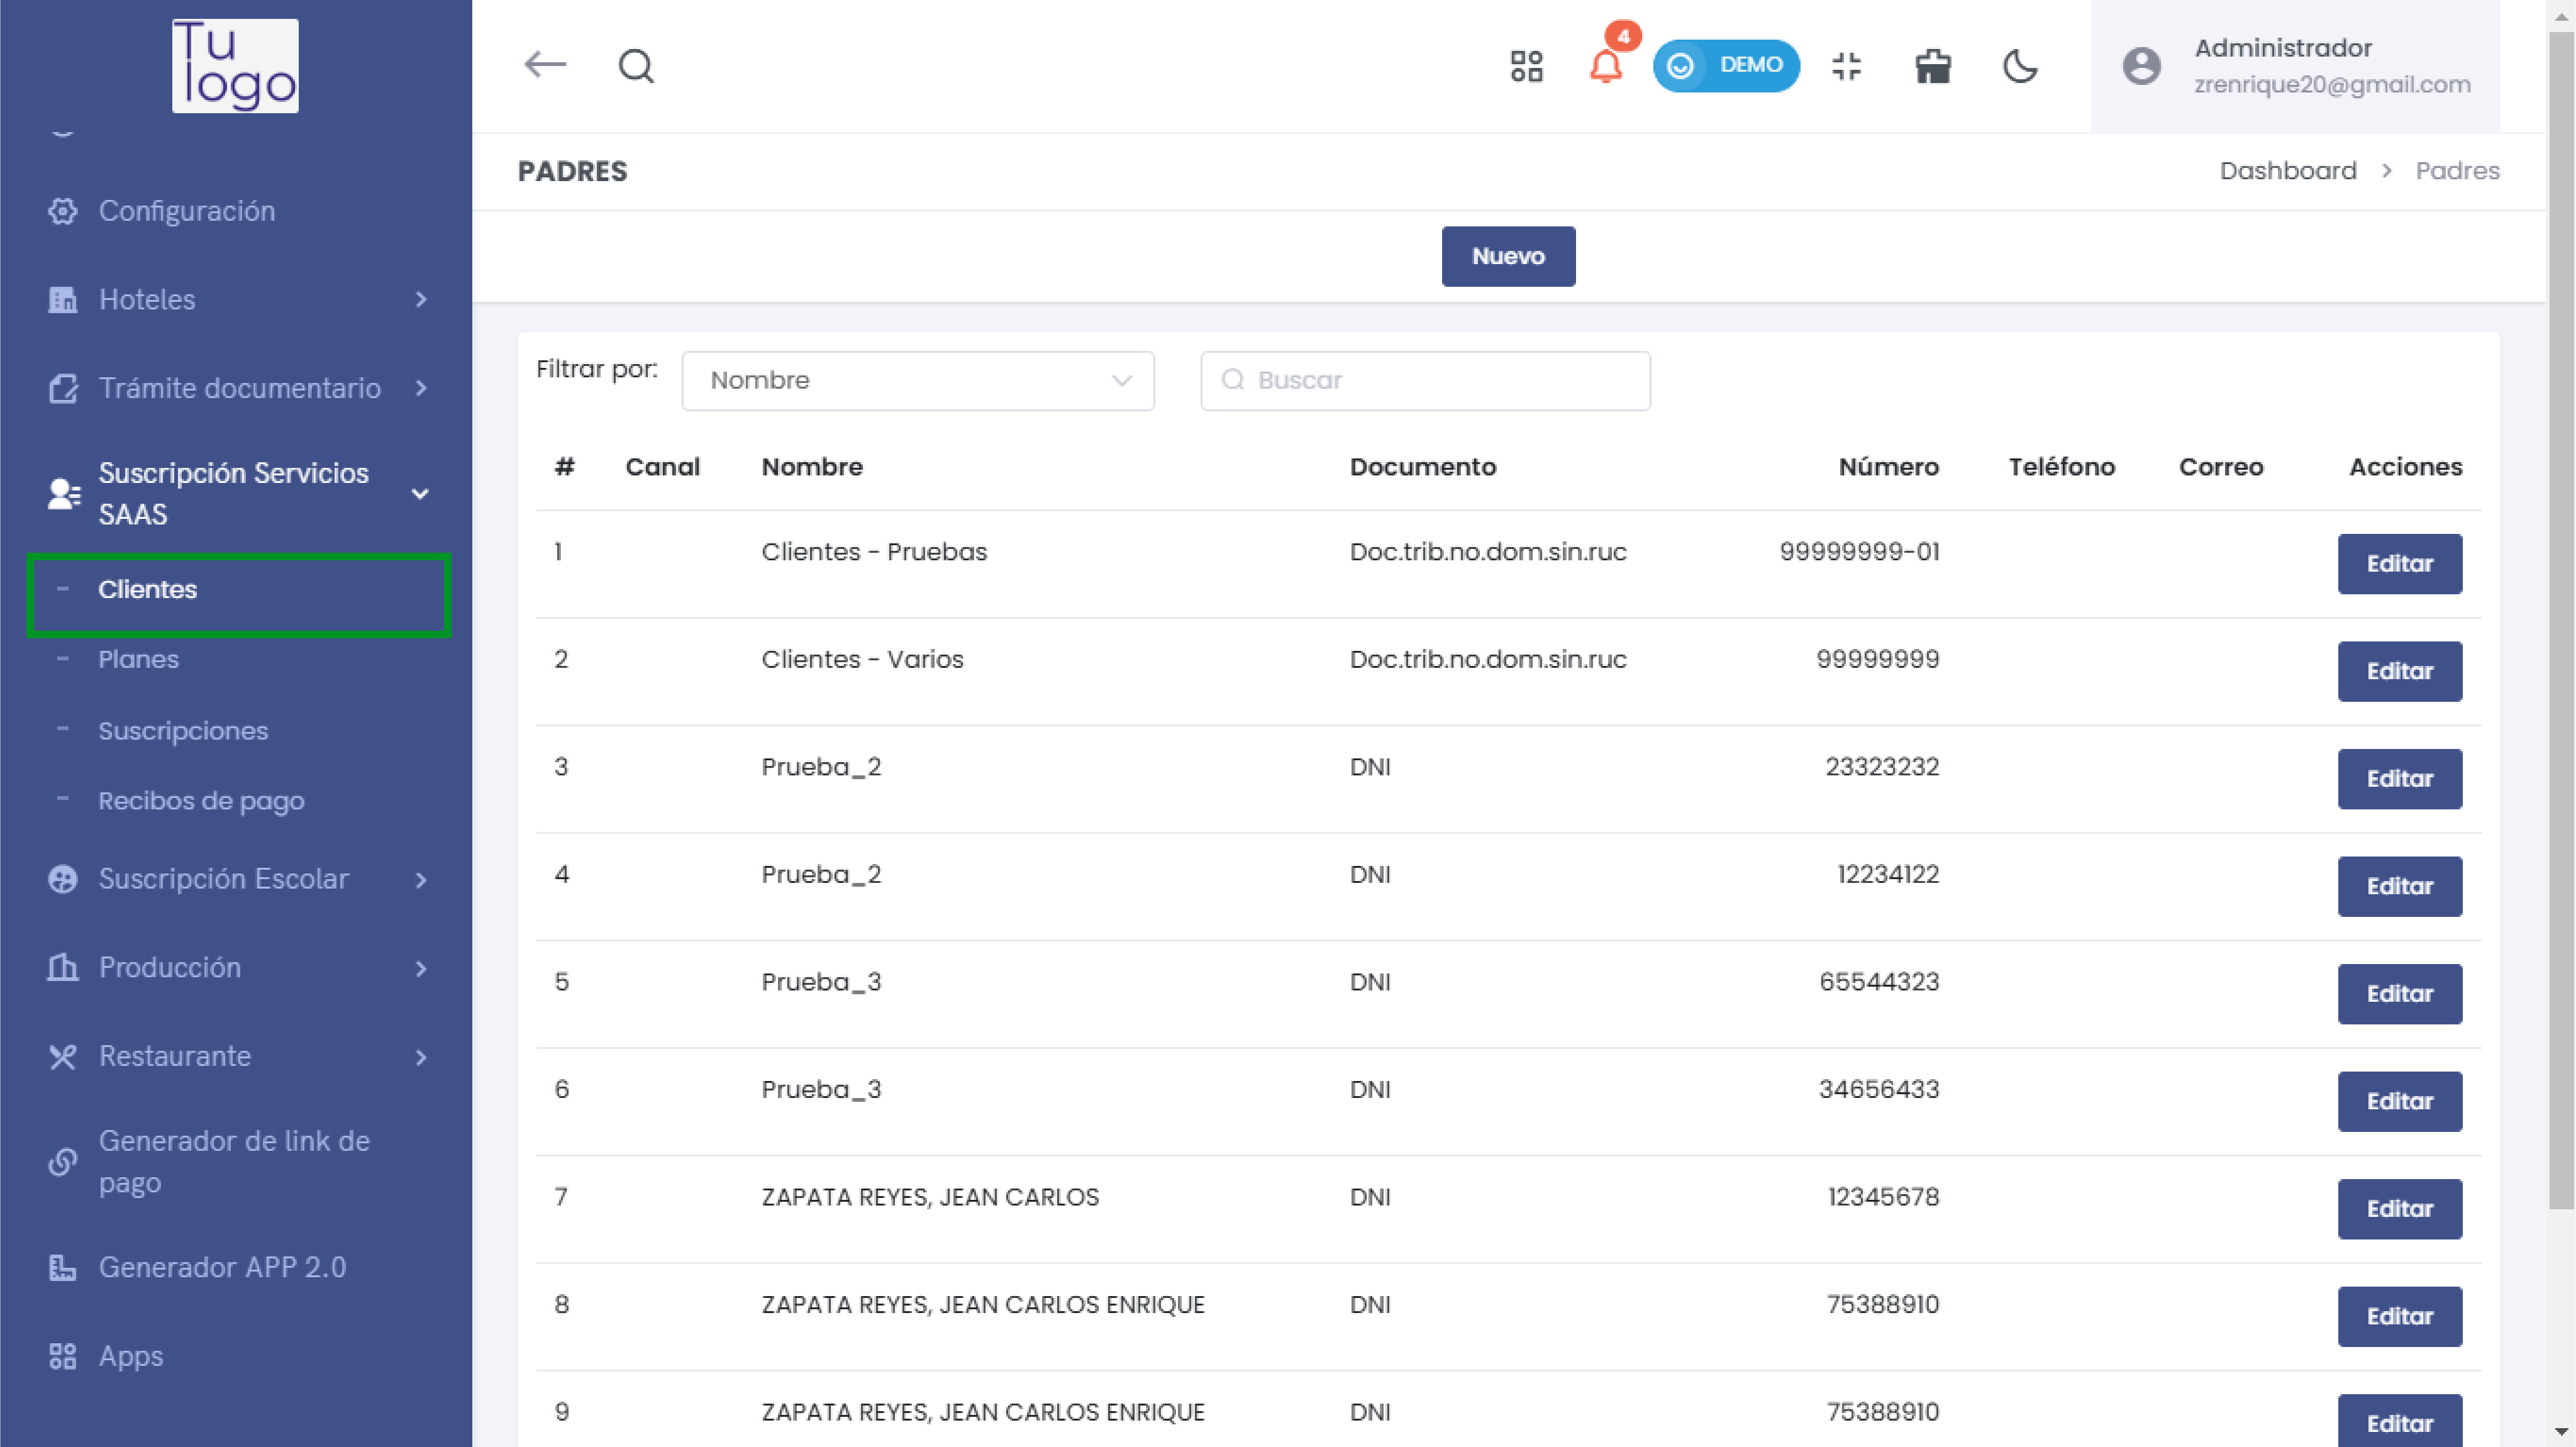 Tu
logo
Configuración
Hoteles
Trámite documentario
Suscripción Servicios
SAAS
- Clientes
- Planes
- Suscripciones
- Recibos de pago
Suscripción Escolar
Producción
Restaurante
Generador de link de
pago
Generador APP 2.0
Apps
4
DEMO
Administrador
zrenrique20@gmail.com
PADRES
Dashboard > Padres
Nuevo
Filtrar por: Nombre Buscar
# Canal Nombre Documento Número Teléfono Correo Acciones
1 Clientes - Pruebas Doc.trib.no.dom.sin.ruc 99999999-01 Editar
2 Clientes - Varios Doc.trib.no.dom.sin.ruc 99999999 Editar
3 Prueba_2 DNI 23323232 Editar
4 Prueba_2 DNI 12234122 Editar
5 Prueba_3 DNI 65544323 Editar
6 Prueba_3 DNI 34656433 Editar
7 ZAPATA REYES, JEAN CARLOS DNI 12345678 Editar
8 ZAPATA REYES, JEAN CARLOS ENRIQUE DNI 75388910 Editar
9 ZAPATA REYES, JEAN CARLOS ENRIQUE DNI 75388910 Editar